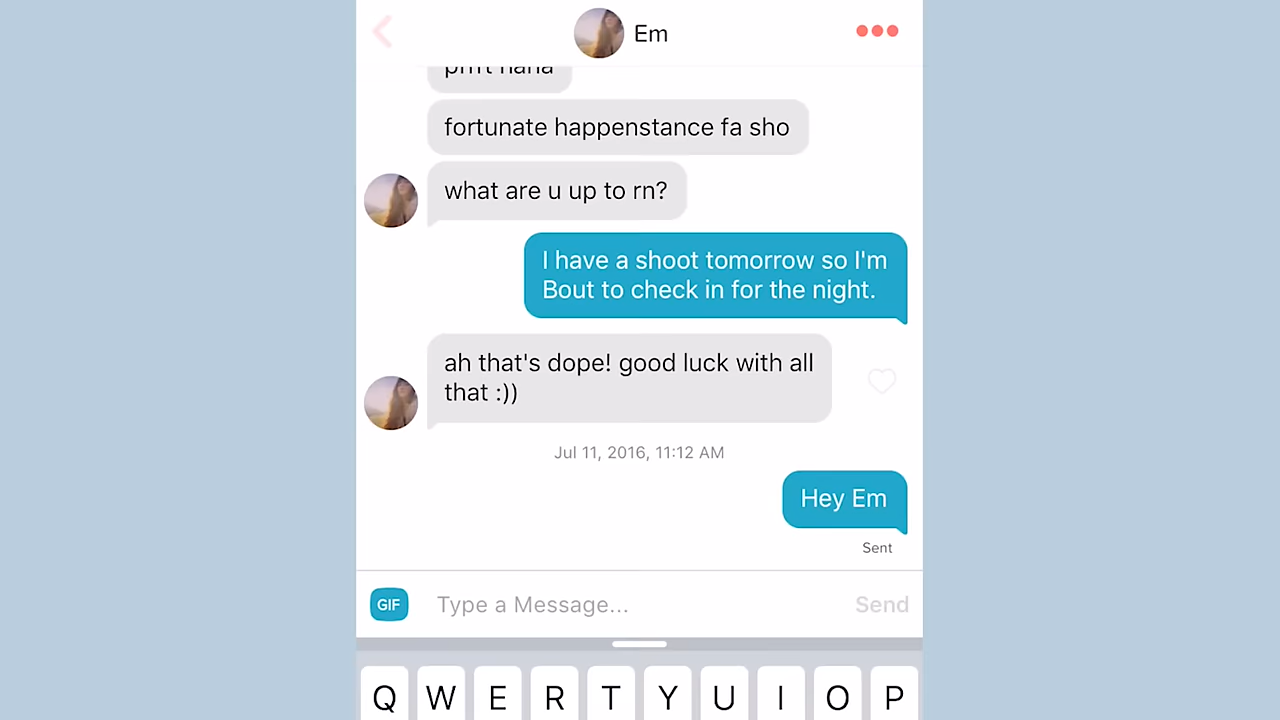 Em
fortunate happenstance fa sho
what are u up to rn?
I have a shoot tomorrow so I'm
Bout to check in for the night.
ah that's dope! good luck with all
that :))
Jul 11, 2016, 11:12 AM
Hey Em
Sent
GIF
Type a Message...
Send
Q W E R T Y U I O P